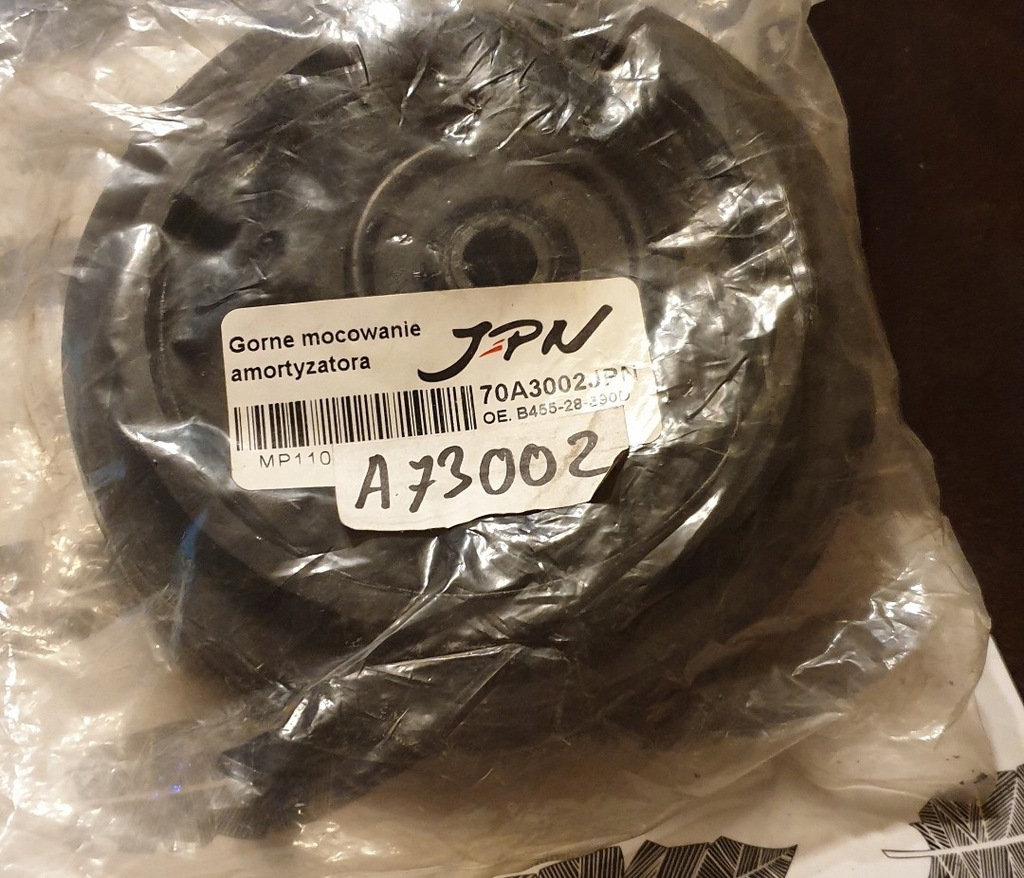 Gorne mocowanie
amortyzatora
JPN
70A3002JPN
OE. B455-28-390D
MP110
A73002